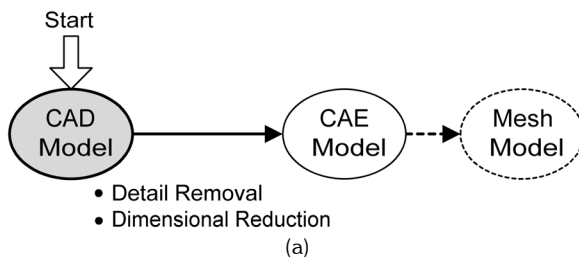 Start
CAD
Model
CAE
Model
Mesh
Model
• Detail Removal
• Dimensional Reduction
(a)